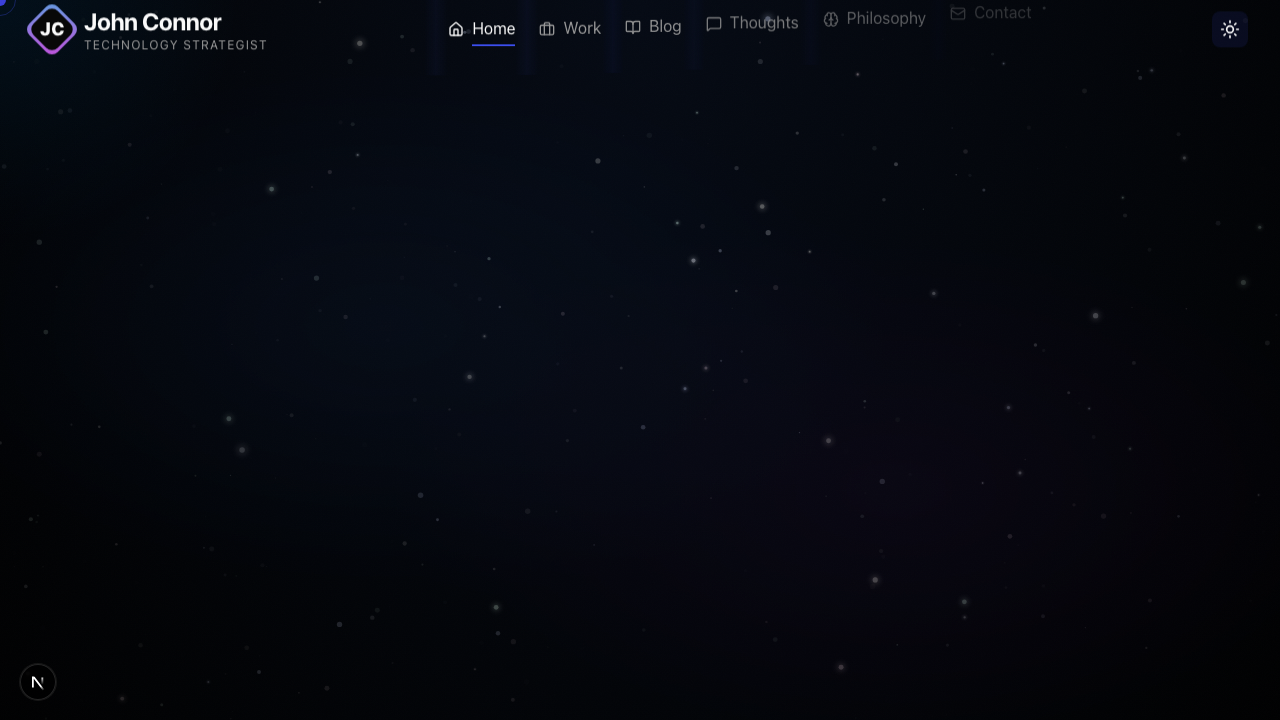 JC
John Connor
TECHNOLOGY STRATEGIST
Home
Work
Blog
Thoughts
Philosophy
Contact
N